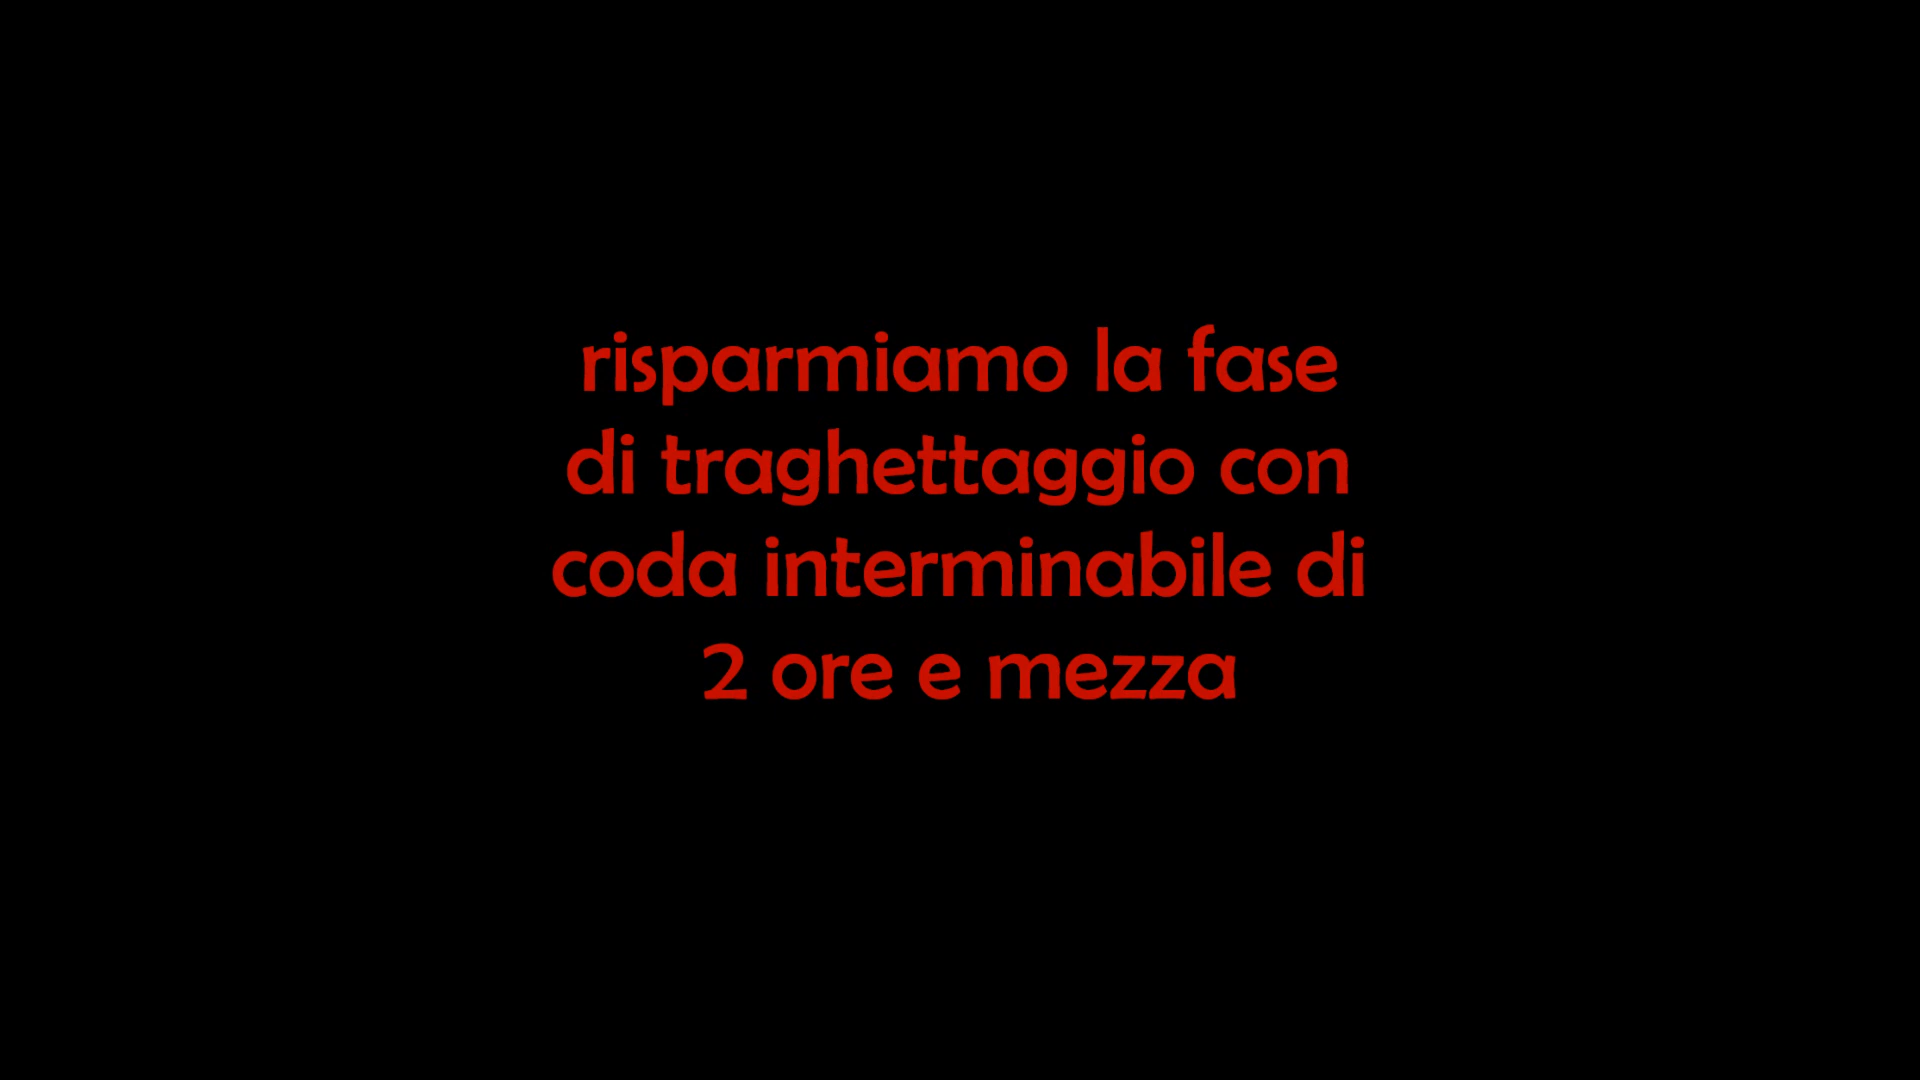 risparmiamo la fase
di traghettaggio con
coda interminabile di
2 ore e mezza